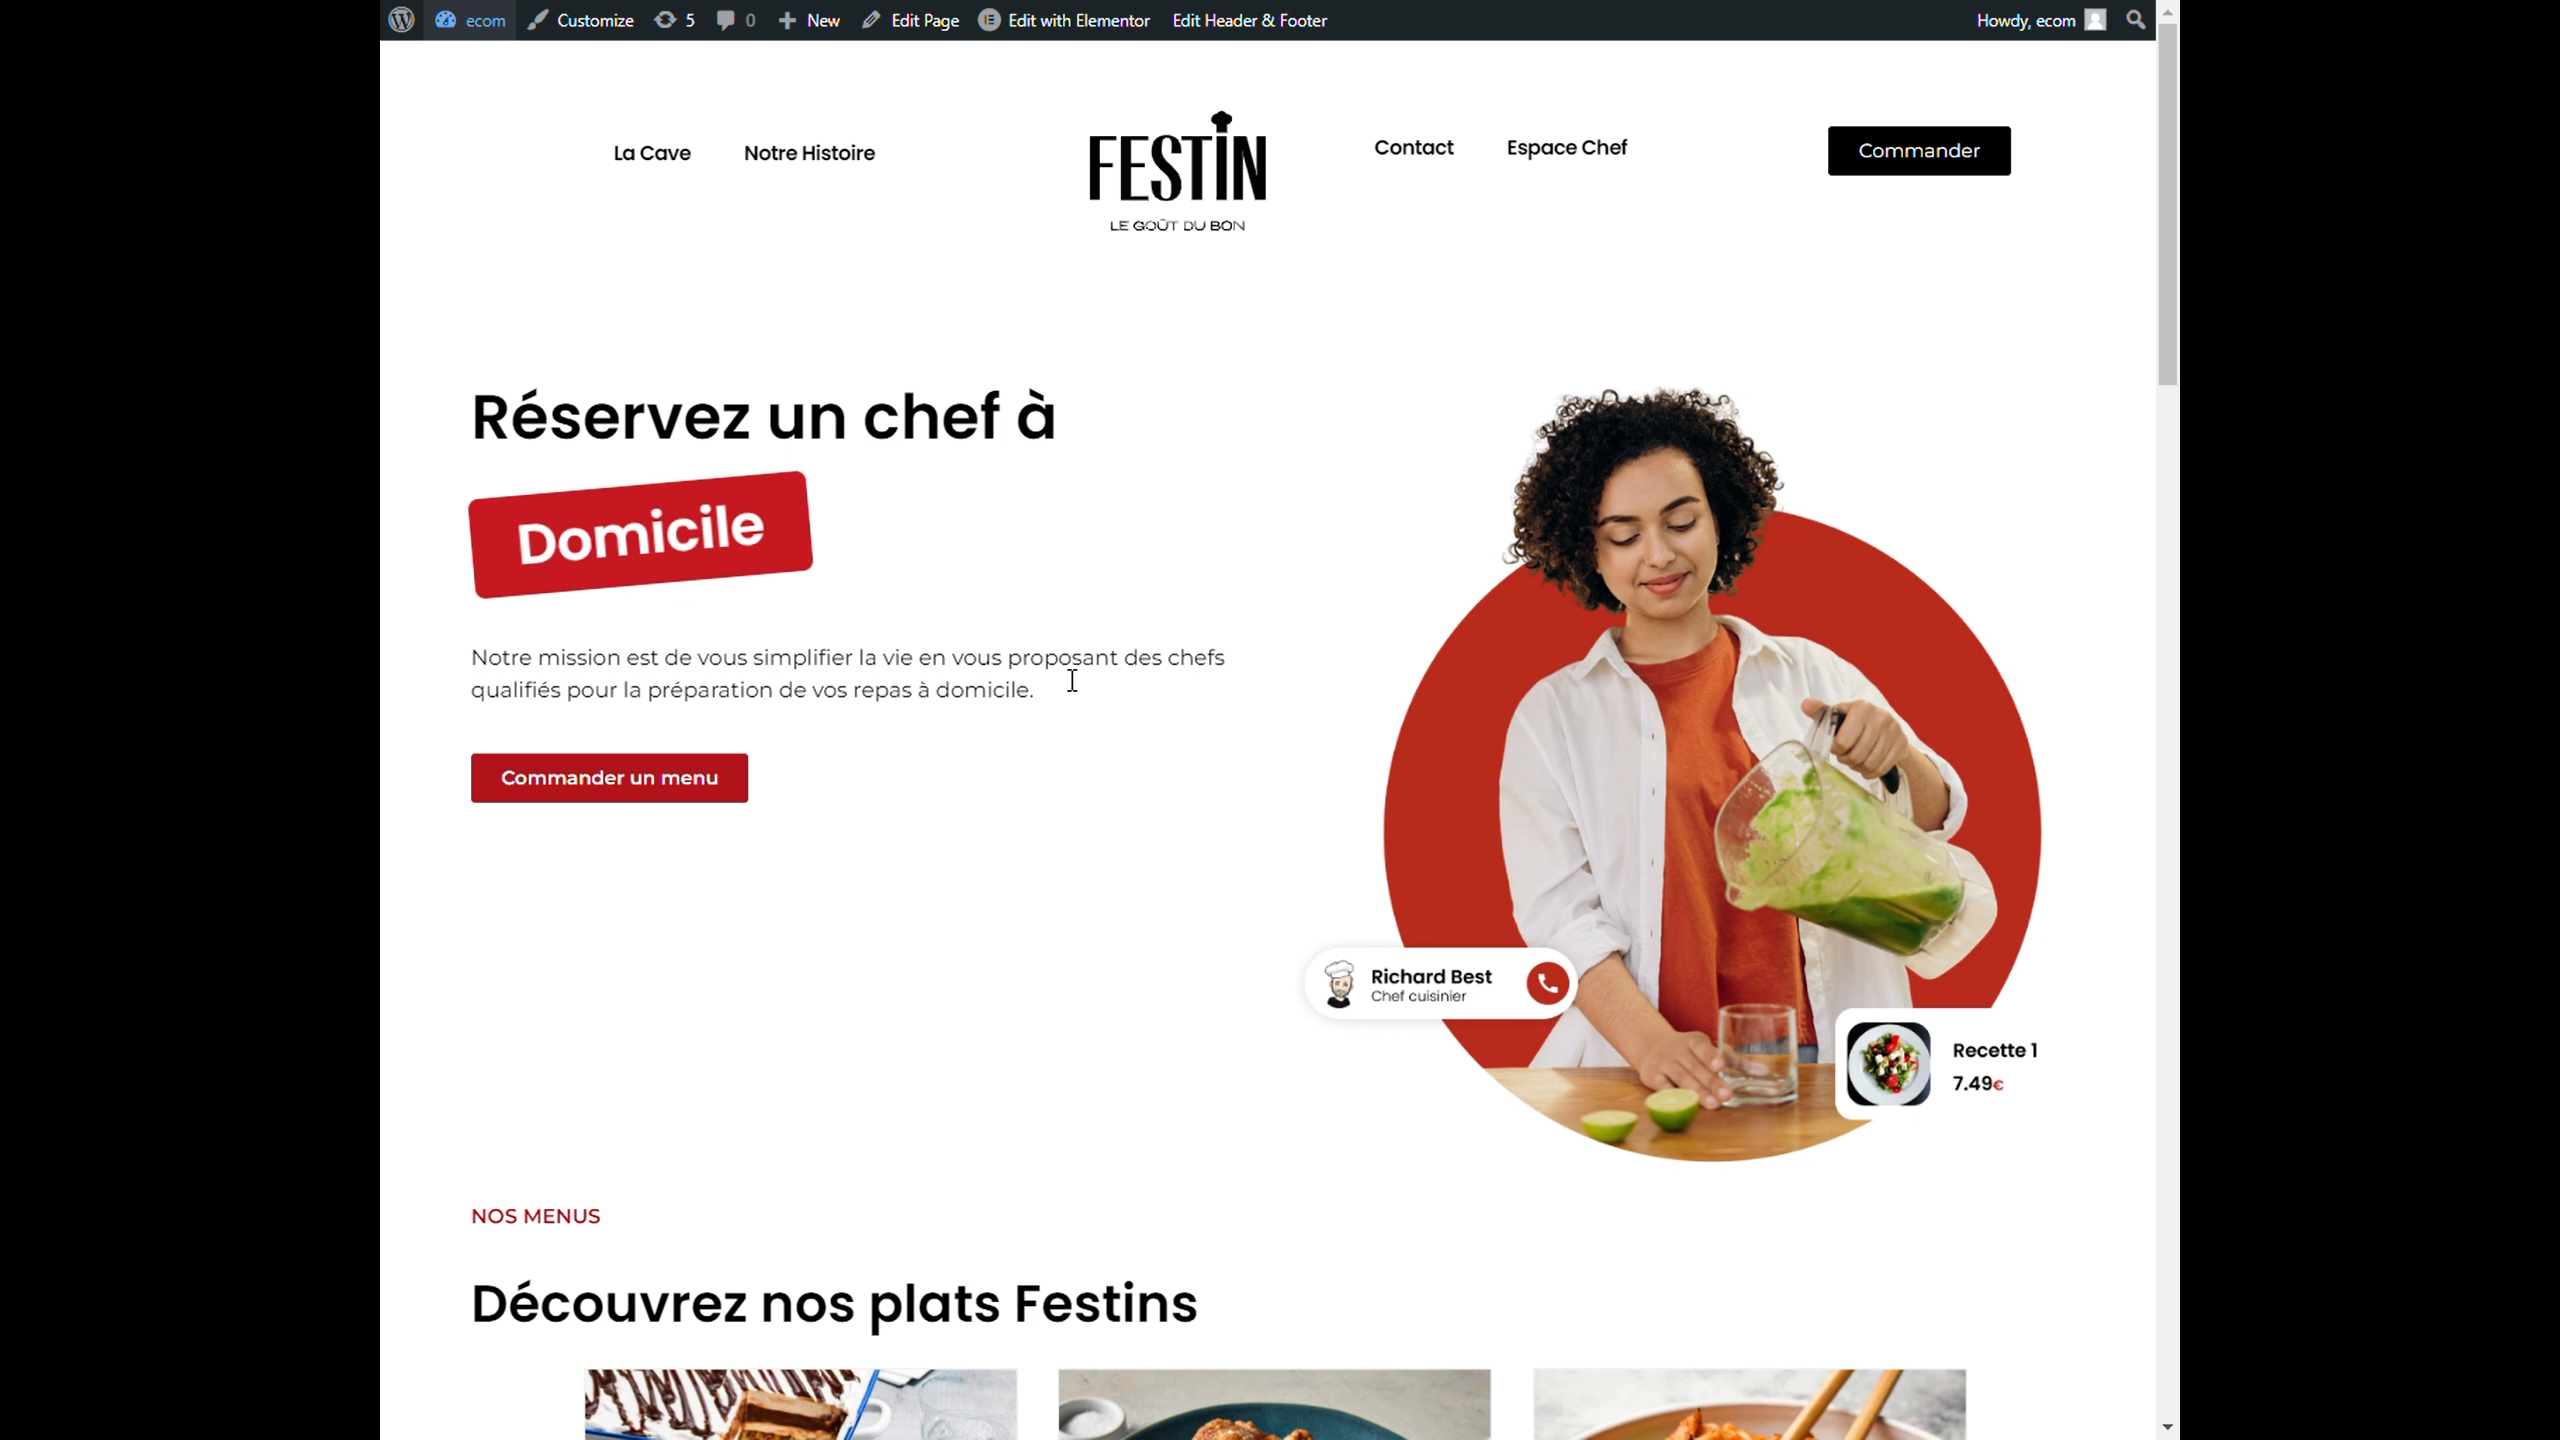 ecom Customize 5 0 New Edit Page Edit with Elementor Edit Header & Footer Howdy, ecom
La Cave Notre Histoire
FESTIN
LE GOÛT DU BON
Contact Espace Chef
Commander
Réservez un chef à
Domicile
Notre mission est de vous simplifier la vie en vous proposant des chefs
qualifiés pour la préparation de vos repas à domicile.
Commander un menu
Richard Best
Chef cuisinier
Recette 1
7.49€
NOS MENUS
Découvrez nos plats Festins